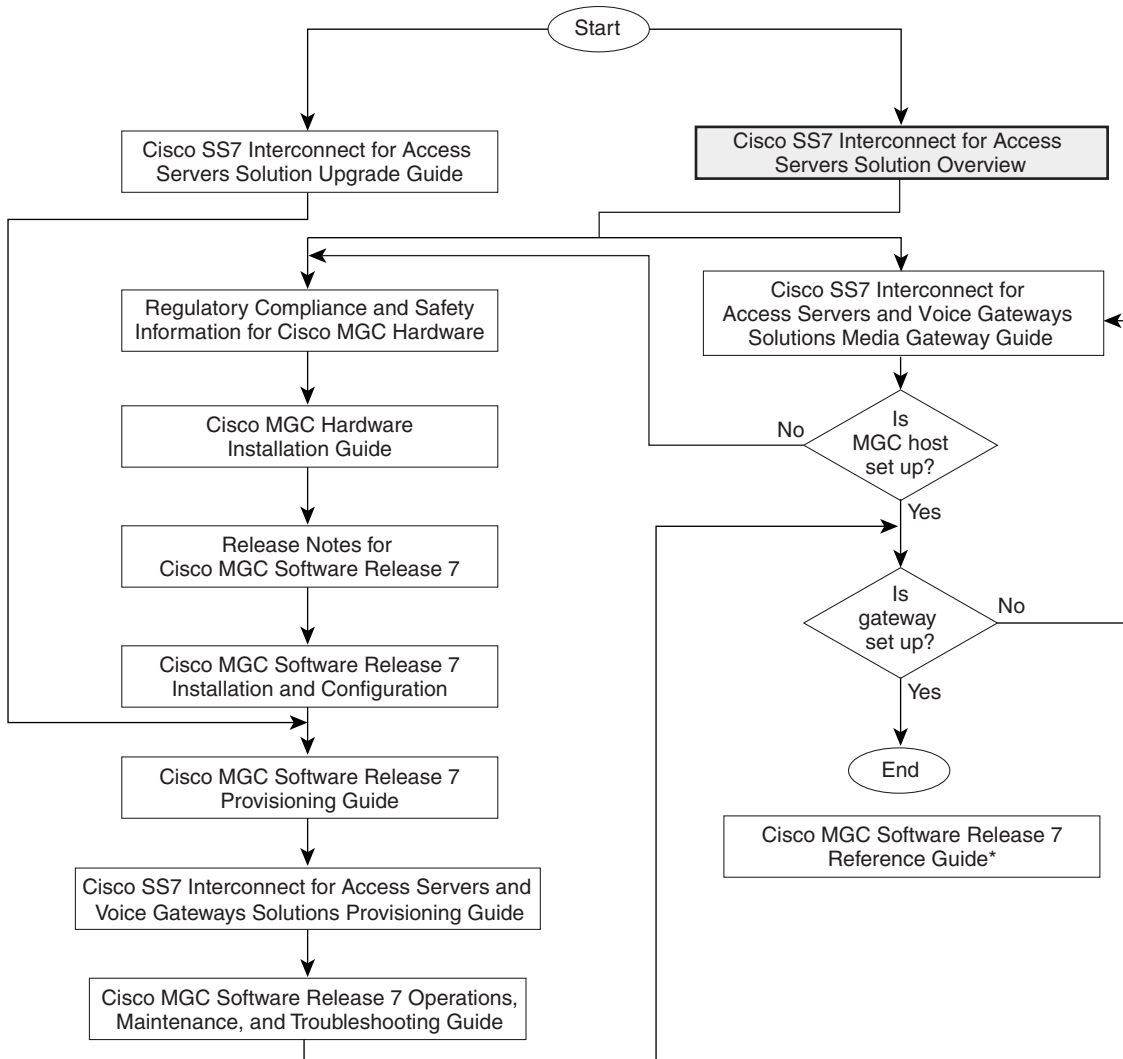 Start
Cisco SS7 Interconnect for Access
Servers Solution Upgrade Guide
Cisco SS7 Interconnect for Access
Servers Solution Overview
Regulatory Compliance and Safety
Information for Cisco MGC Hardware
Cisco SS7 Interconnect for
Access Servers and Voice Gateways
Solutions Media Gateway Guide
Cisco MGC Hardware
Installation Guide
No
Is
MGC host
set up?
Yes
Release Notes for
Cisco MGC Software Release 7
Is
gateway
set up?
No
Yes
Cisco MGC Software Release 7
Installation and Configuration
Cisco MGC Software Release 7
Provisioning Guide
End
Cisco MGC Software Release 7
Reference Guide*
Cisco SS7 Interconnect for Access Servers and
Voice Gateways Solutions Provisioning Guide
Cisco MGC Software Release 7 Operations,
Maintenance, and Troubleshooting Guide